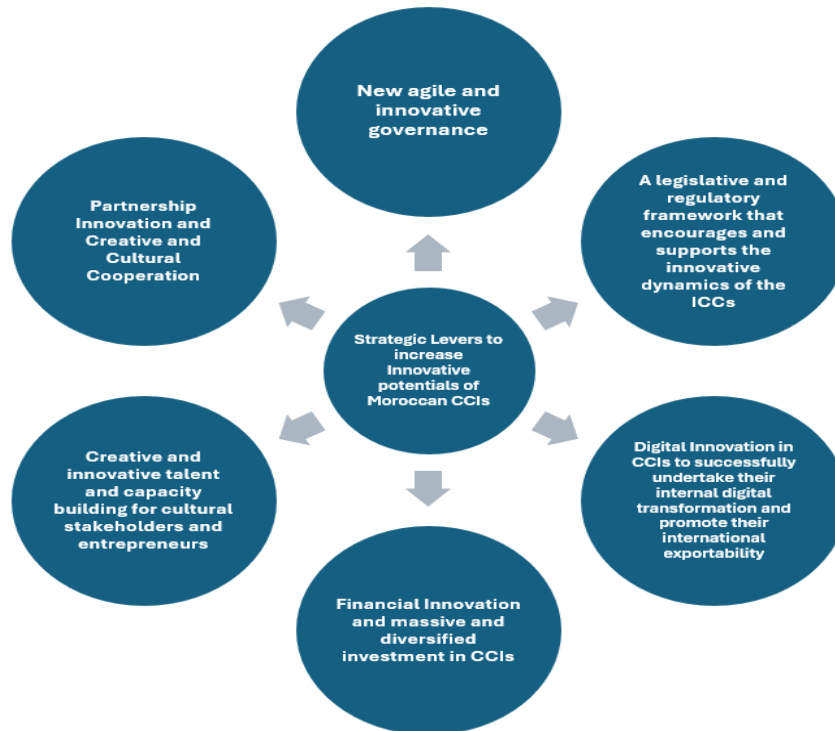 New agile and
innovative
governance
Partnership
Innovation and
Creative and
Cultural
Cooperation
A legislative and
regulatory
framework that
encourages and
supports the
innovative
dynamics of the
ICCs
Strategic Levers to
increase
Innovative
potentials of
Moroccan CCIs
Creative and
innovative talent
and capacity
building for cultural
stakeholders and
entrepreneurs
Digital Innovation in
CCIs to successfully
undertake their
internal digital
transformation and
promote their
international
exportability
Financial Innovation
and massive and
diversified
investment in CCIs